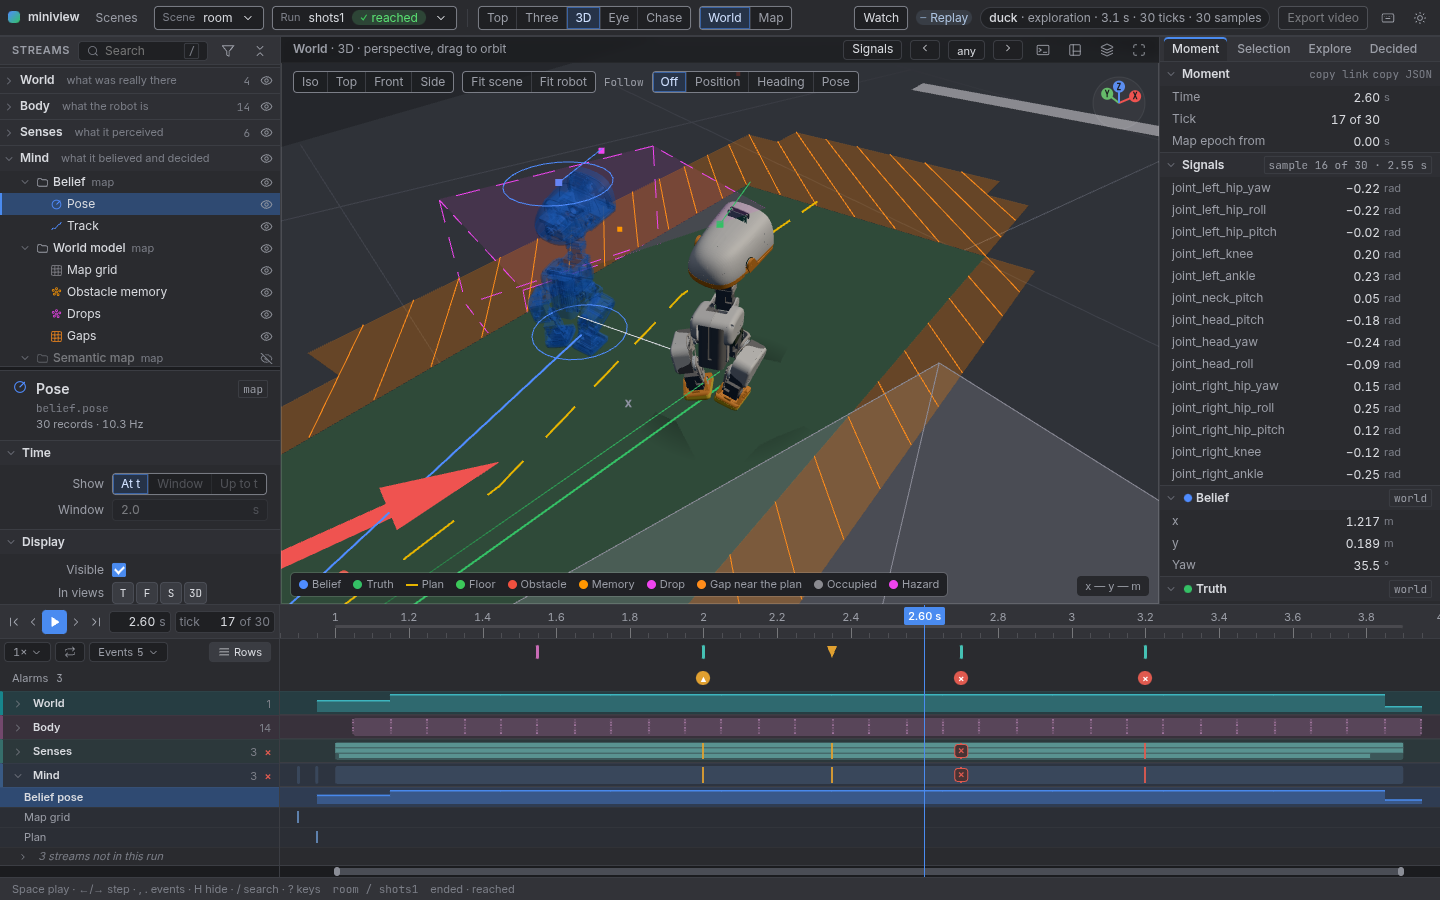 miniview Scenes Scene room Run shots1 ✓ reached Top Three 3D Eye Chase World Map Watch Replay duck · exploration · 3.1 s · 30 ticks · 30 samples Export video
STREAMS Search /
World what was really there 4
Body what the robot is 14
Senses what it perceived 6
Mind what it believed and decided
Belief map
Pose
Track
World model map
Map grid
Obstacle memory
Drops
Gaps
Semantic map map
Pose map
belief.pose
30 records · 10.3 Hz
Time
Show At t Window Up to t
Window 2.0 s
Display
Visible
In views T F S 3D
World · 3D · perspective, drag to orbit Signals any
Iso Top Front Side Fit scene Fit robot Follow Off Position Heading Pose
Y Z X
x
Belief Truth Plan Floor Obstacle Memory Drop Gap near the plan Occupied Hazard
x — y — m
Moment Selection Explore Decided
Moment copy link copy JSON
Time 2.60 s
Tick 17 of 30
Map epoch from 0.00 s
Signals sample 16 of 30 · 2.55 s
joint_left_hip_yaw −0.22 rad
joint_left_hip_roll −0.22 rad
joint_left_hip_pitch −0.02 rad
joint_left_knee 0.20 rad
joint_left_ankle 0.23 rad
joint_neck_pitch 0.05 rad
joint_head_pitch −0.18 rad
joint_head_yaw −0.24 rad
joint_head_roll −0.09 rad
joint_right_hip_yaw 0.15 rad
joint_right_hip_roll 0.25 rad
joint_right_hip_pitch 0.12 rad
joint_right_knee −0.12 rad
joint_right_ankle −0.25 rad
Belief world
x 1.217 m
y 0.189 m
Yaw 35.5 °
Truth world
2.60 s tick 17 of 30 1 1.2 1.4 1.6 1.8 2 2.2 2.4 2.60 s 2.8 3 3.2 3.4 3.6 3.8
1× Events 5 Rows
Alarms 3
World 1
Body 14
Senses 3 ×
Mind 3 ×
Belief pose
Map grid
Plan
3 streams not in this run
Space play · ←/→ step · , . events · H hide · / search · ? keys room / shots1 ended · reached